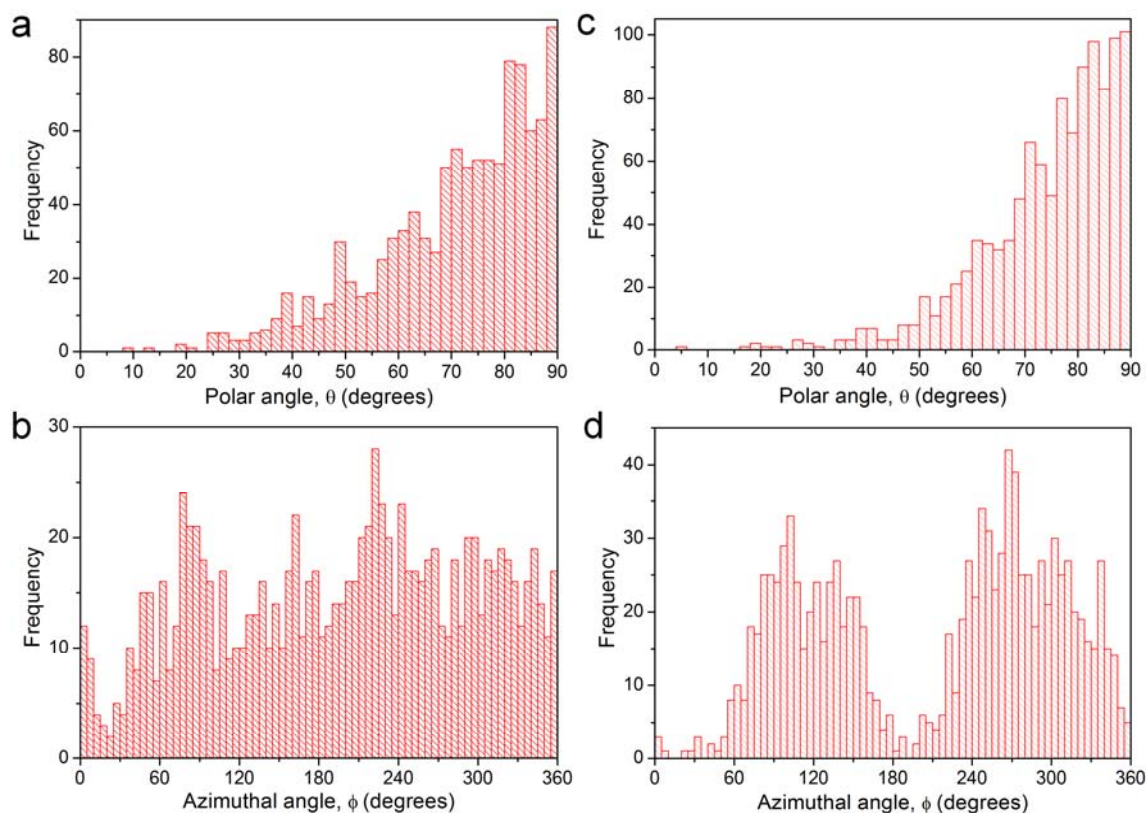 a
80
60
40
20
0
Frequency
0 10 20 30 40 50 60 70 80 90
Polar angle, θ (degrees)
c
100
80
60
40
20
0
Frequency
0 10 20 30 40 50 60 70 80 90
Polar angle, θ (degrees)
b
30
20
10
0
Frequency
0 60 120 180 240 300 360
Azimuthal angle, ϕ (degrees)
d
40
30
20
10
0
Frequency
0 60 120 180 240 300 360
Azimuthal angle, ϕ (degrees)